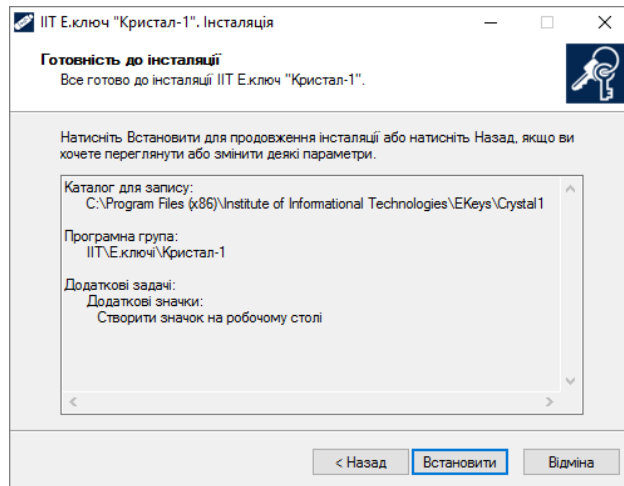 ІІТ Е.ключ "Кристал-1". Інсталяція
Готовність до інсталяції
Все готово до інсталяції ІІТ Е.ключ "Кристал-1".
Натисніть Встановити для продовження інсталяції або натисніть Назад, якщо ви
хочете переглянути або змінити деякі параметри.
Каталог для запису:
C:\Program Files (x86)\Institute of Informational Technologies\EKeys\Crystal1
Програмна група:
ІІТ\Е.ключі\Кристал-1
Додаткові задачі:
Додаткові значки:
Створити значок на робочому столі
< Назад
Встановити
Відміна